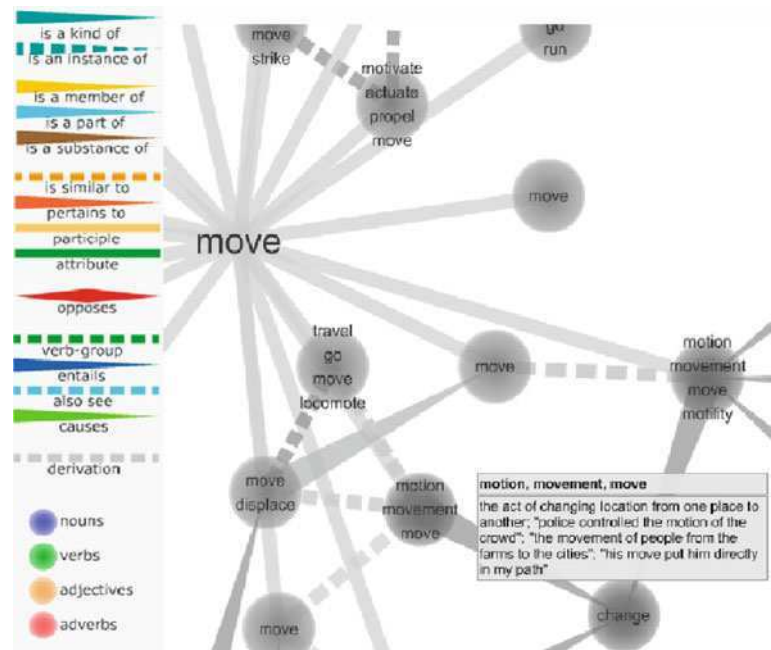 is a kind of
is an instance of
is a member of
is a part of
is a substance of
is similar to
pertains to
participle
attribute
opposes
verb-group
entails
also see
causes
derivation
nouns
verbs
adjectives
adverbs
move
strike
motivate
actuate
propel
move
go
run
move
move
travel
go
move
locomote
move
motion
movement
move
motility
move
displace
motion
movement
move
motion, movement, move
the act of changing location from one place to
another; "police controlled the motion of the
crowd"; "the movement of people from the
farms to the cities"; "his move put him directly
in my path"
move
change